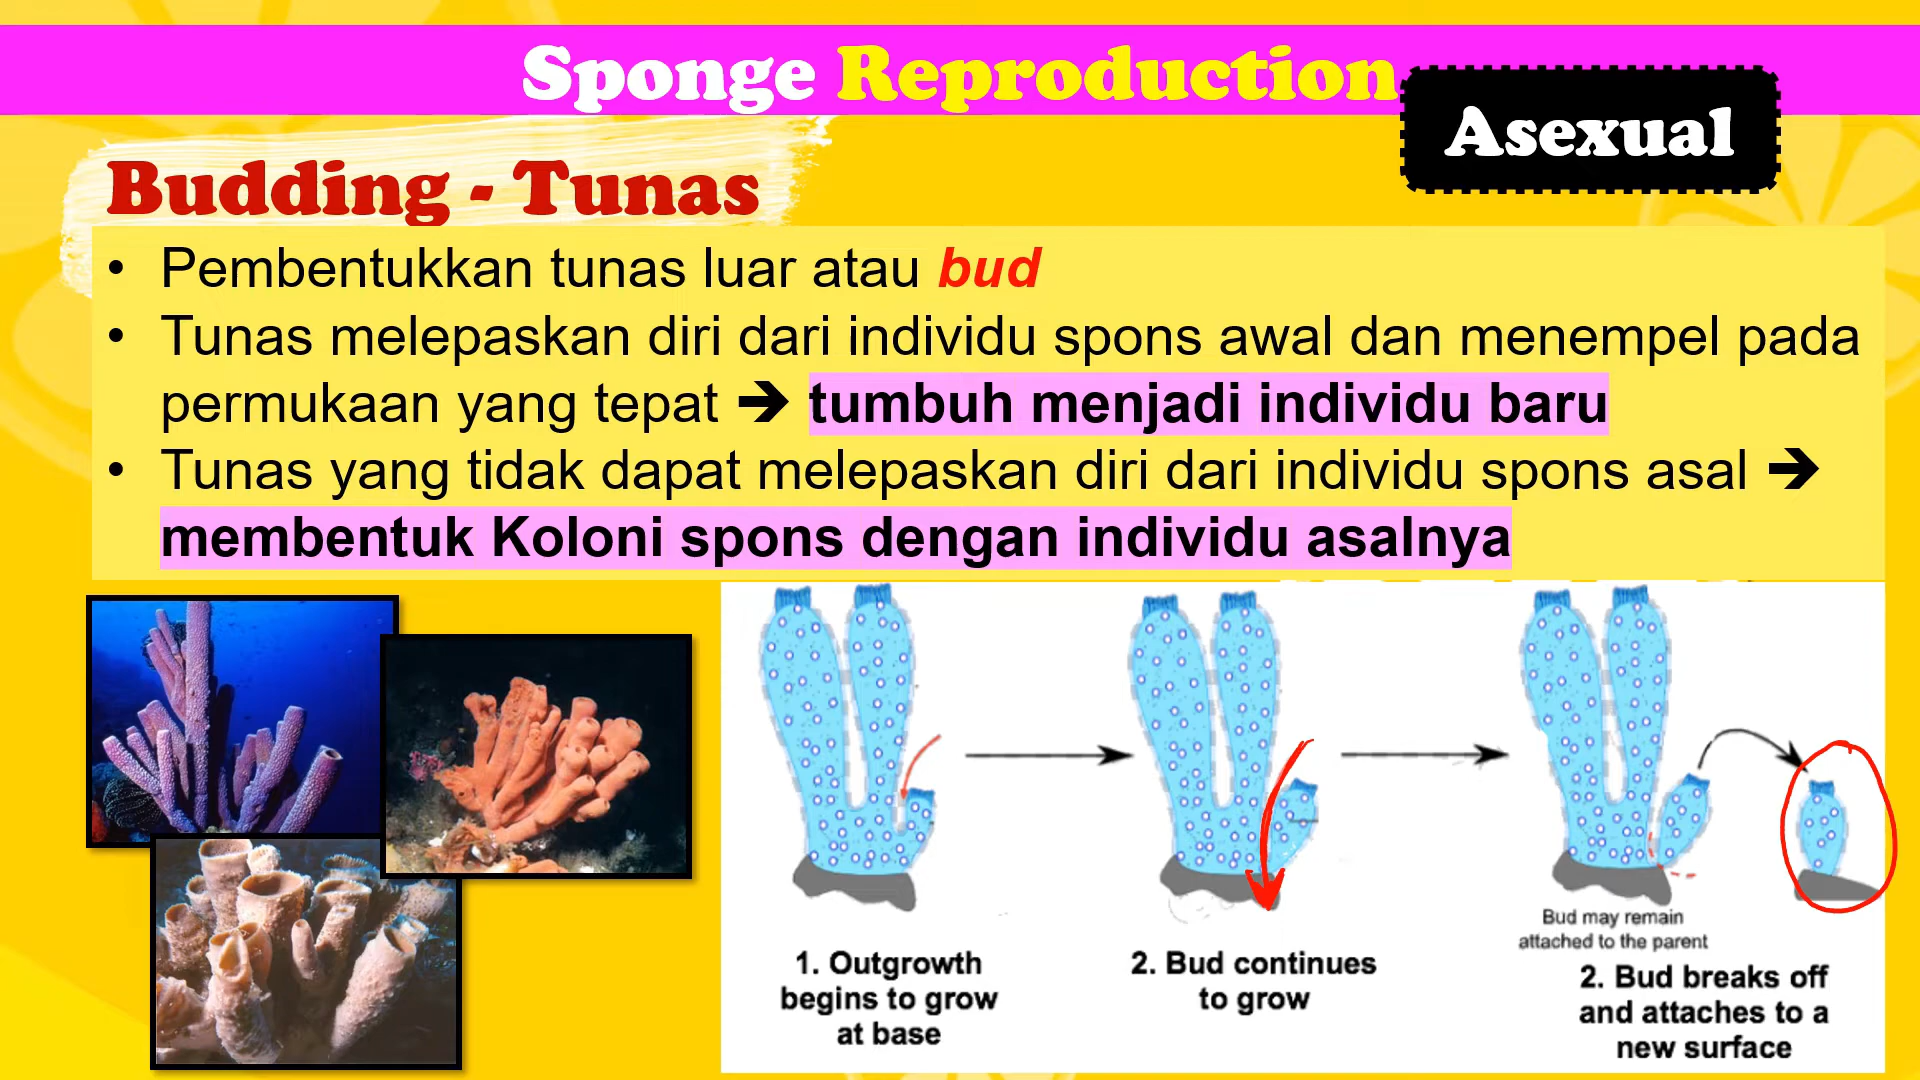 Sponge Reproduction
Asexual
Budding - Tunas
• Pembentukkan tunas luar atau bud
• Tunas melepaskan diri dari individu spons awal dan menempel pada
permukaan yang tepat ➔ tumbuh menjadi individu baru
• Tunas yang tidak dapat melepaskan diri dari individu spons asal ➔
membentuk Koloni spons dengan individu asalnya
1. Outgrowth
begins to grow
at base
2. Bud continues
to grow
Bud may remain
attached to the parent
2. Bud breaks off
and attaches to a
new surface